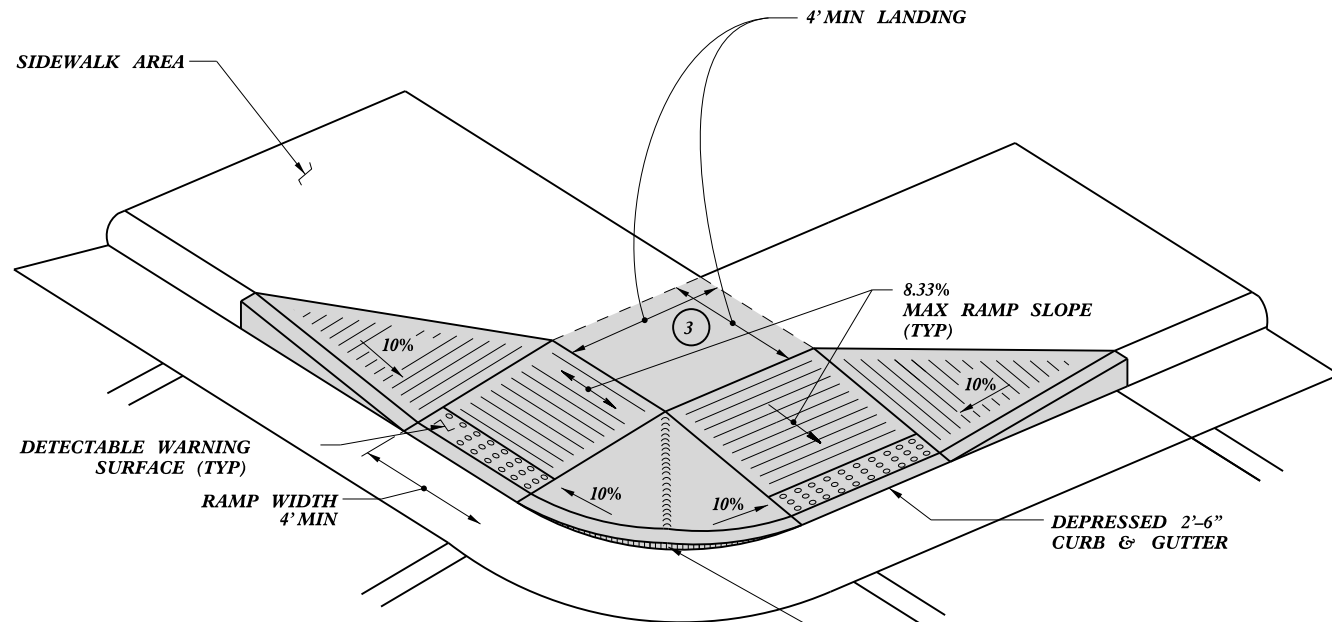 4' MIN LANDING
SIDEWALK AREA
8.33%
MAX RAMP SLOPE
(TYP)
3
10%
10%
DETECTABLE WARNING
SURFACE (TYP)
RAMP WIDTH
4' MIN
10%
10%
DEPRESSED 2'–6"
CURB & GUTTER